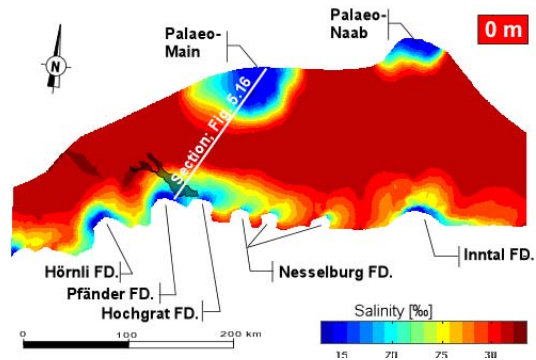 Palaeo-
Main
Palaeo-
Naab
0 m
N
Section; Fig. 5.16
Hörnli FD.
Pfänder FD.
Hochgrat FD.
Nesselburg FD.
Inntal FD.
0 100 200 km
Salinity [‰]
15 20 25 30